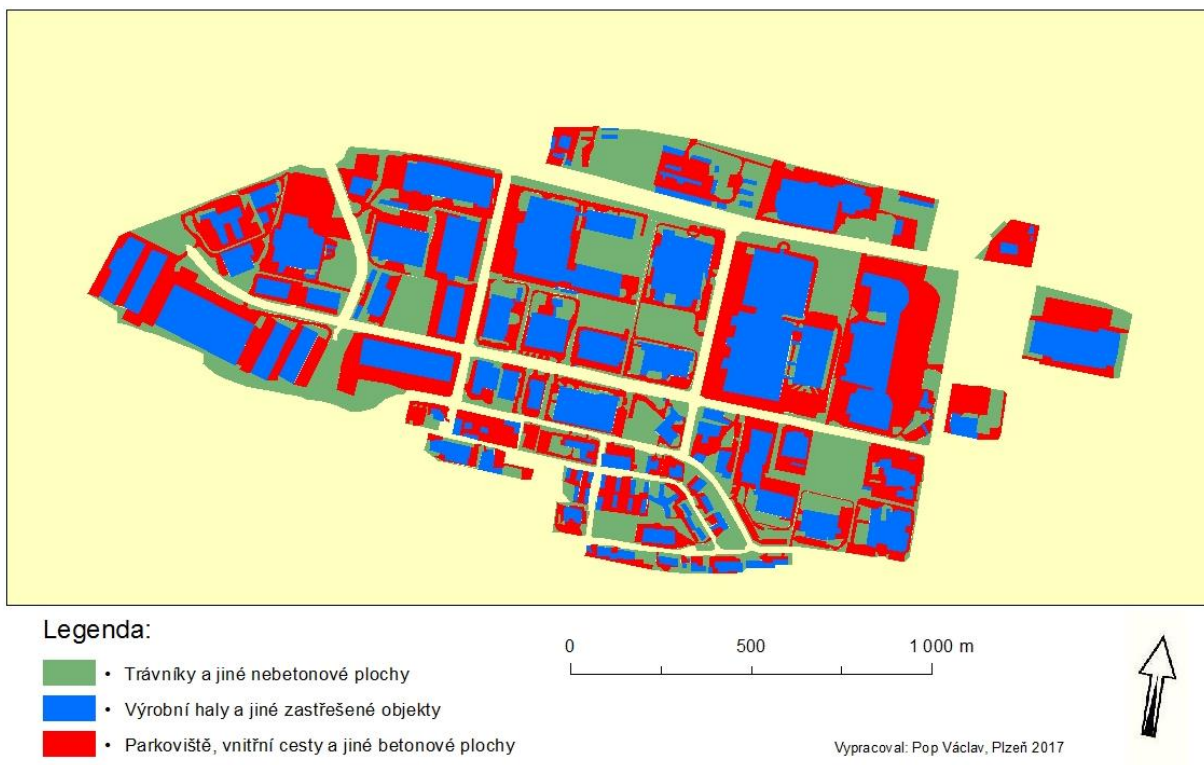 Legenda:
• Trávníky a jiné nebetonové plochy
• Výrobní haly a jiné zastřešené objekty
• Parkoviště, vnitřní cesty a jiné betonové plochy
0 500 1 000 m
Vypracoval: Pop Václav, Plzeň 2017